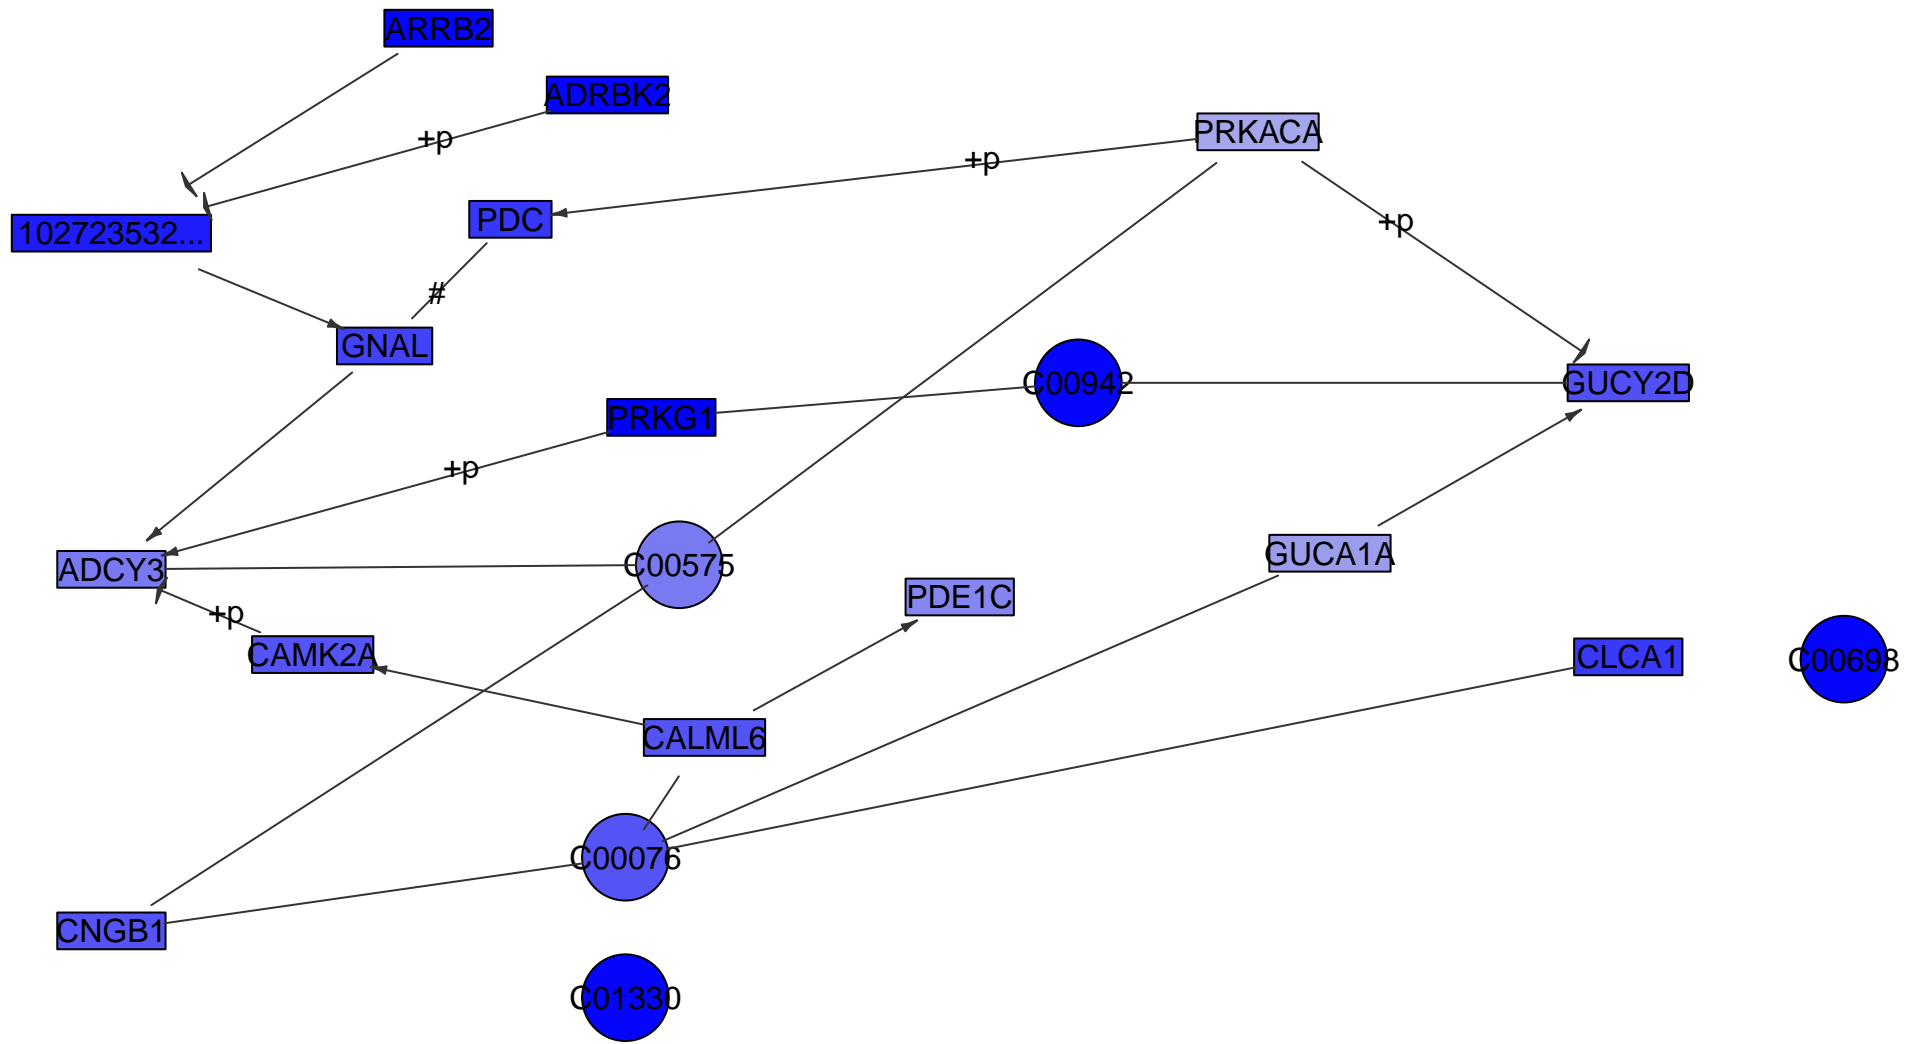 ARRB2
ADRBK2
+p
PRKACA
+p
102723532...
PDC
+p
#
GNAL
C00942
GUCY2D
PRKG1
+p
ADCY3
C00575
GUCA1A
PDE1C
+p
CAMK2A
CLCA1
C00698
CALML6
C00076
CNGB1
C01330